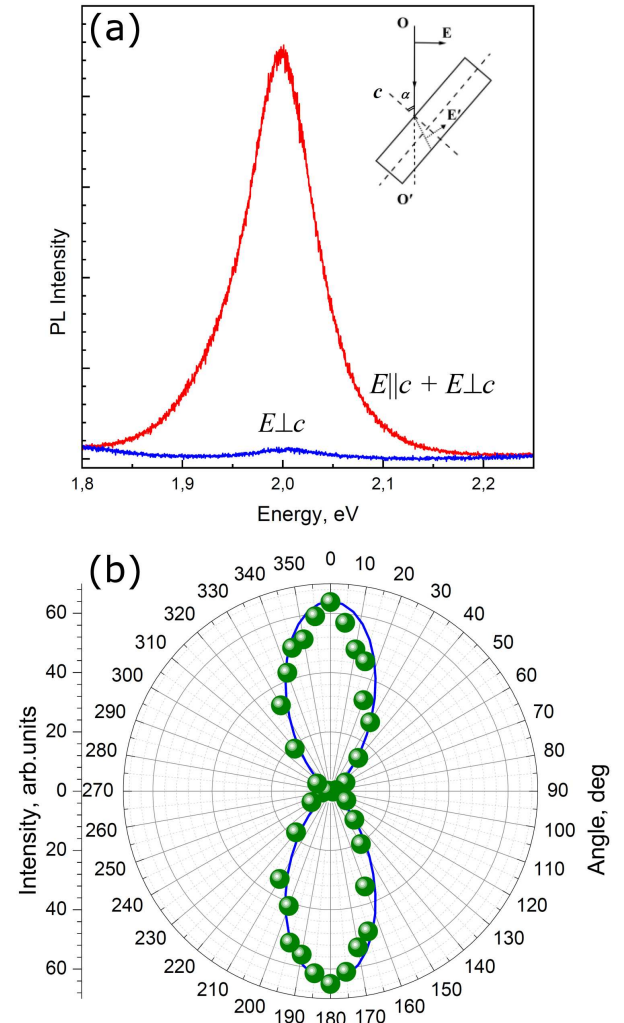 (a)
O
E
c
α
E'
O'
PL Intensity
E||c + E⊥c
E⊥c
1,8 1,9 2,0 2,1 2,2
Energy, eV
(b)
0
350 10
340 20
330 30
320 40
310 50
300 60
290 70
280 80
270 90
260 100
250 110
240 120
230 130
220 140
210 150
200 160
190 170
180
60
40
20
0
20
40
60
Intensity, arb.units
Angle, deg